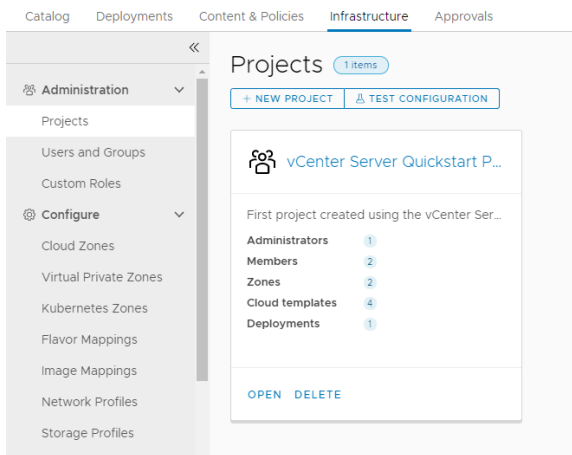 Catalog Deployments Content & Policies Infrastructure Approvals
Administration
Projects
Users and Groups
Custom Roles
Configure
Cloud Zones
Virtual Private Zones
Kubernetes Zones
Flavor Mappings
Image Mappings
Network Profiles
Storage Profiles
Projects 1 items
+ NEW PROJECT TEST CONFIGURATION
vCenter Server Quickstart P...
First project created using the vCenter Ser...
Administrators 1
Members 2
Zones 2
Cloud templates 4
Deployments 1
OPEN DELETE